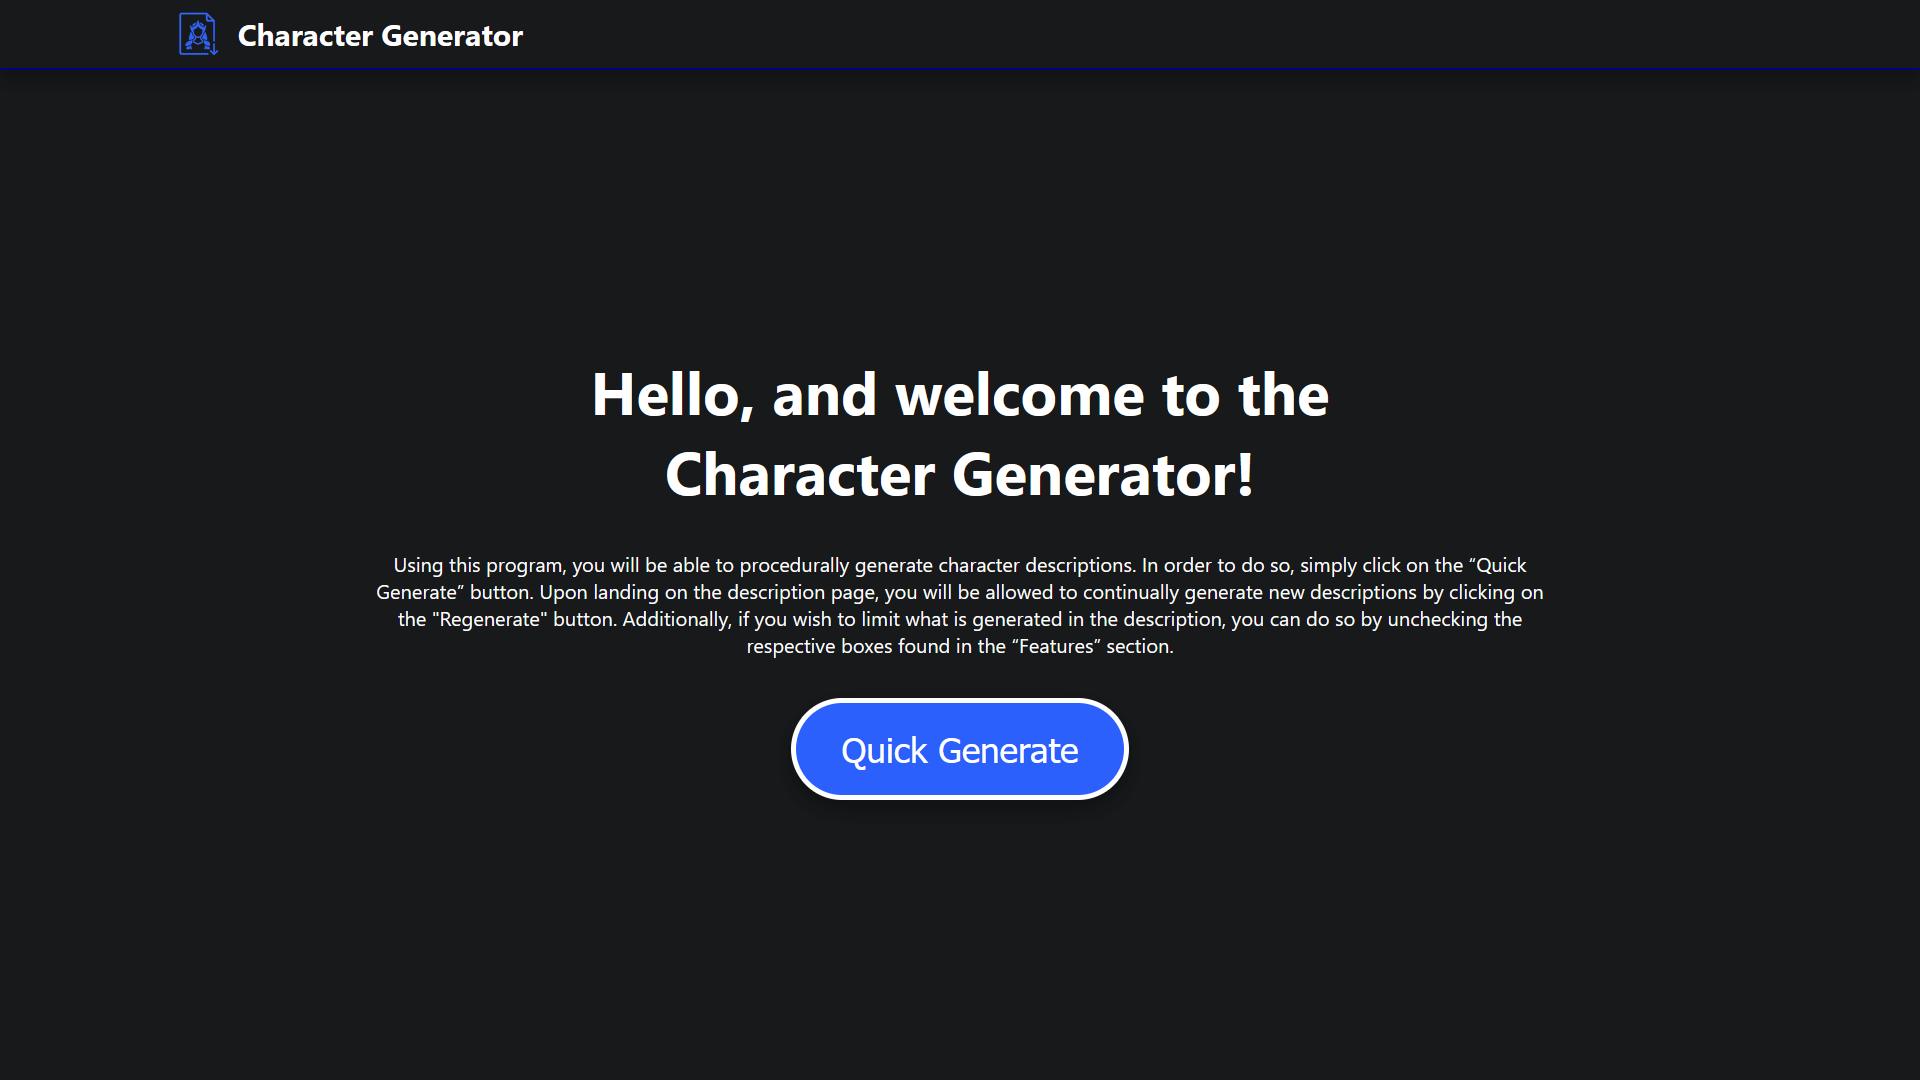 Character Generator
Hello, and welcome to the
Character Generator!
Using this program, you will be able to procedurally generate character descriptions. In order to do so, simply click on the “Quick
Generate” button. Upon landing on the description page, you will be allowed to continually generate new descriptions by clicking on
the "Regenerate" button. Additionally, if you wish to limit what is generated in the description, you can do so by unchecking the
respective boxes found in the “Features” section.
Quick Generate